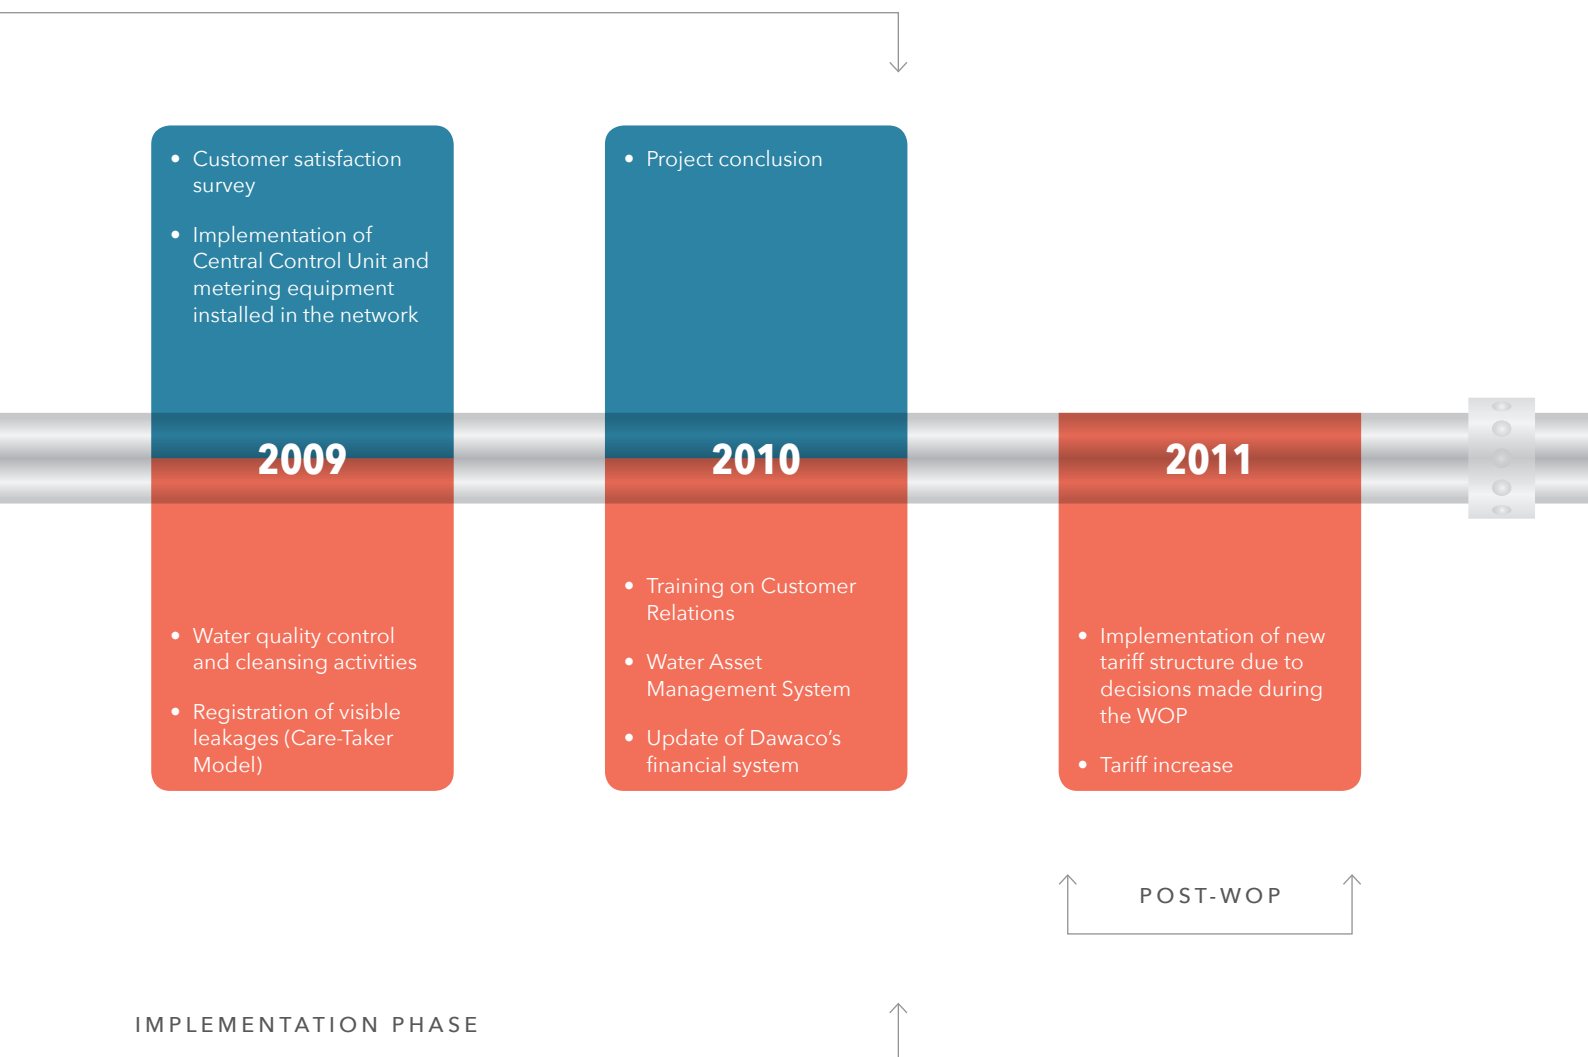 • Customer satisfaction
survey
• Implementation of
Central Control Unit and
metering equipment
installed in the network
2009
• Water quality control
and cleansing activities
• Registration of visible
leakages (Care-Taker
Model)
• Project conclusion
2010
• Training on Customer
Relations
• Water Asset
Management System
• Update of Dawaco’s
financial system
2011
• Implementation of new
tariff structure due to
decisions made during
the WOP
• Tariff increase
POST-WOP
IMPLEMENTATION PHASE